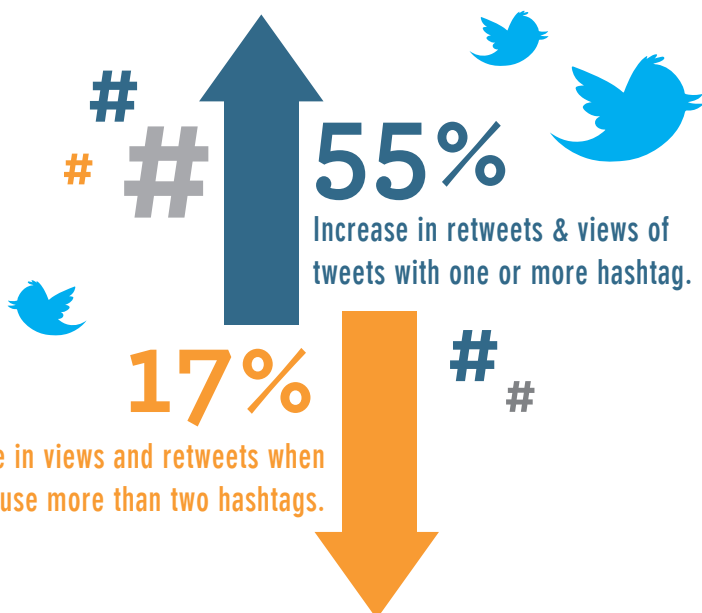 # 
# #
55%
Increase in retweets & views of
tweets with one or more hashtag.
17%
#
#
in views and retweets when
use more than two hashtags.